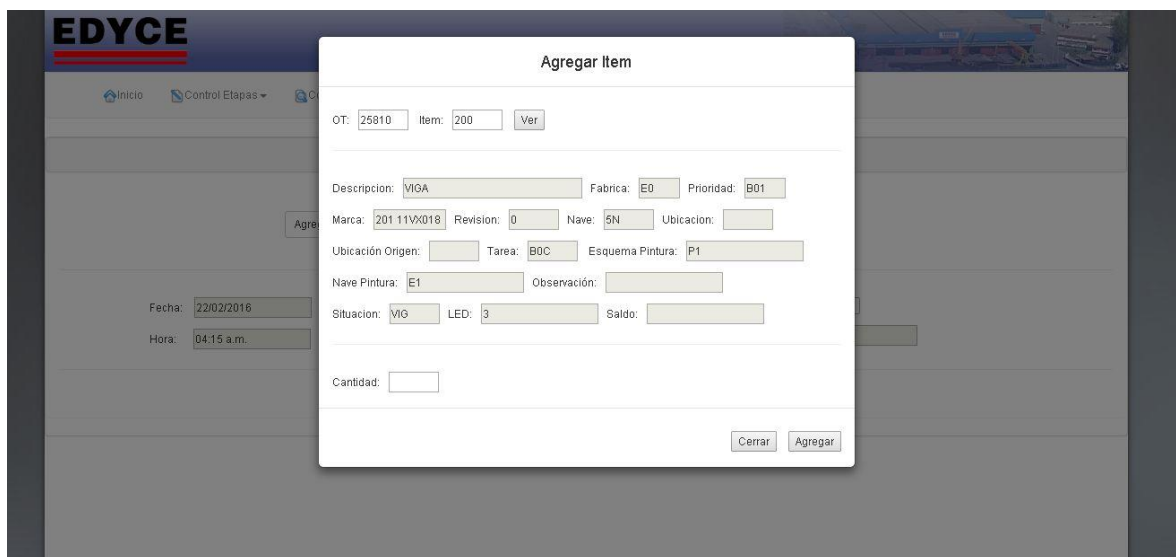 EDYCE
Agregar Item
Inicio Control Etapas
OT: 25810 Item: 200 Ver
Descripcion: VIGA Fabrica: E0 Prioridad: B01
Marca: 201 11VX018 Revision: 0 Nave: 5N Ubicacion:
Ubicación Origen: Tarea: B0C Esquema Pintura: P1
Nave Pintura: E1 Observación:
Situacion: VIG LED: 3 Saldo:
Fecha: 22/02/2016
Hora: 04:15 a.m.
Cantidad:
Cerrar Agregar